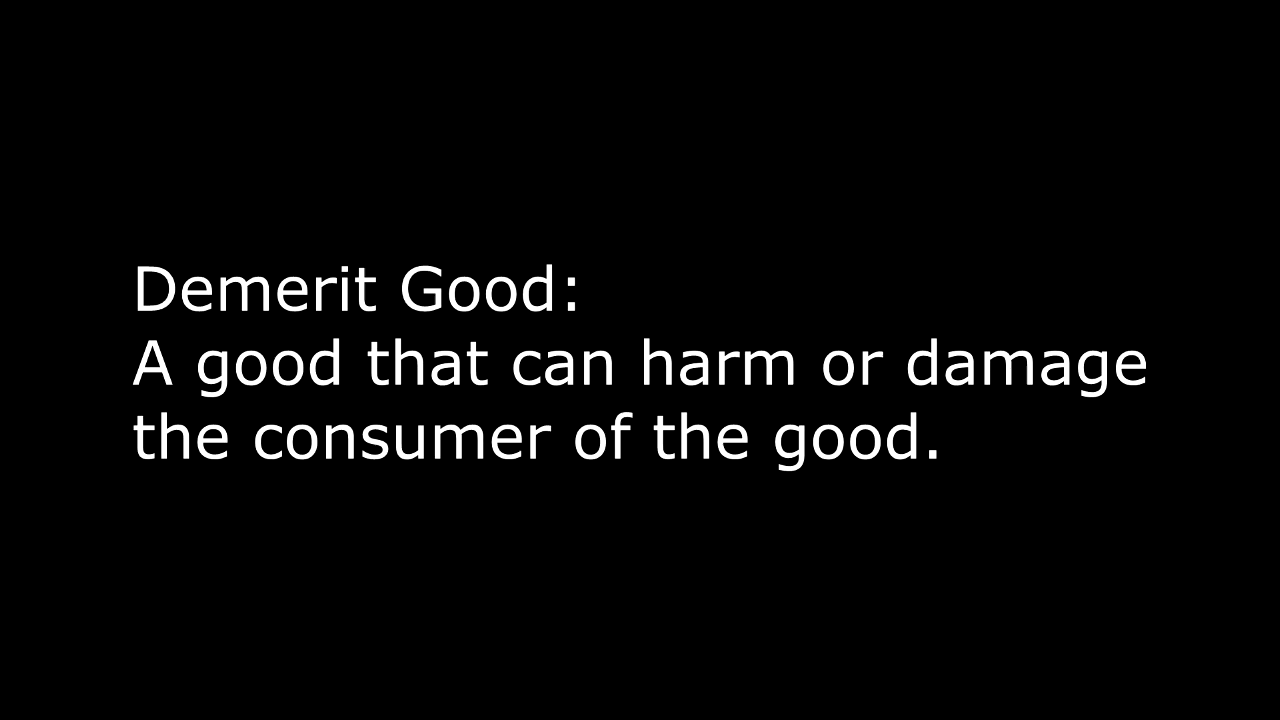 Demerit Good:
A good that can harm or damage
the consumer of the good.